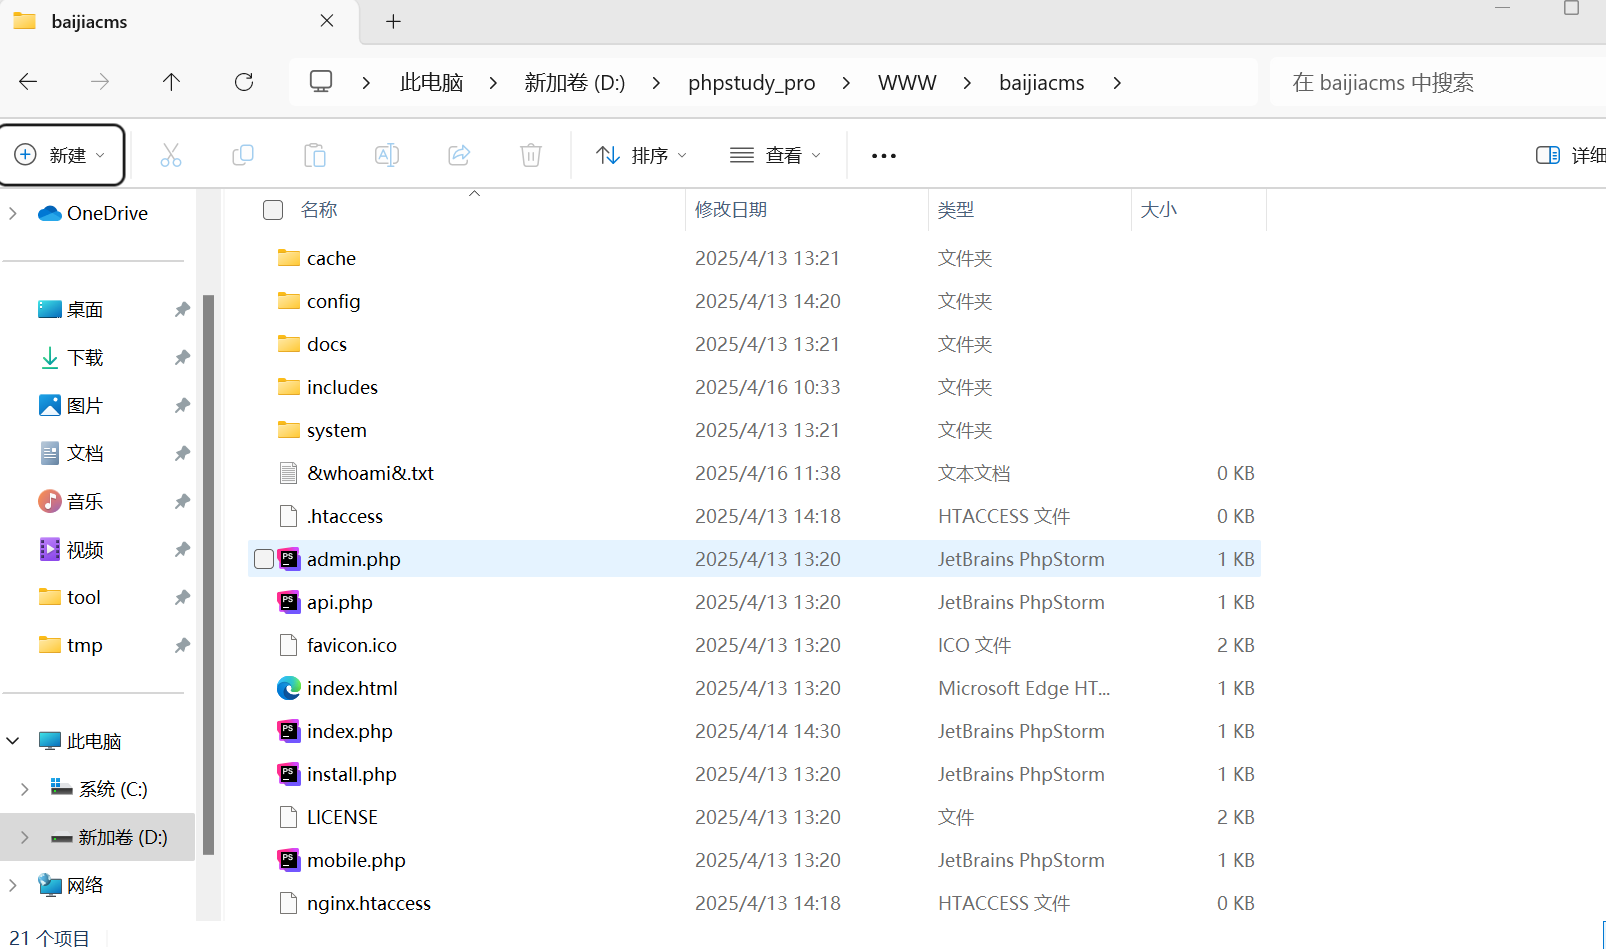 baijiacms
此电脑 新加卷 (D:) phpstudy_pro WWW baijiacms 在 baijiacms 中搜索
新建 排序 查看 详细
OneDrive
桌面
下载
图片
文档
音乐
视频
tool
tmp
此电脑
系统 (C:)
新加卷 (D:)
网络
名称 修改日期 类型 大小
cache 2025/4/13 13:21 文件夹
config 2025/4/13 14:20 文件夹
docs 2025/4/13 13:21 文件夹
includes 2025/4/16 10:33 文件夹
system 2025/4/13 13:21 文件夹
&whoami&.txt 2025/4/16 11:38 文本文档 0 KB
.htaccess 2025/4/13 14:18 HTACCESS 文件 0 KB
admin.php 2025/4/13 13:20 JetBrains PhpStorm 1 KB
api.php 2025/4/13 13:20 JetBrains PhpStorm 1 KB
favicon.ico 2025/4/13 13:20 ICO 文件 2 KB
index.html 2025/4/13 13:20 Microsoft Edge HT... 1 KB
index.php 2025/4/14 14:30 JetBrains PhpStorm 1 KB
install.php 2025/4/13 13:20 JetBrains PhpStorm 1 KB
LICENSE 2025/4/13 13:20 文件 2 KB
mobile.php 2025/4/13 13:20 JetBrains PhpStorm 1 KB
nginx.htaccess 2025/4/13 14:18 HTACCESS 文件 0 KB
21 个项目